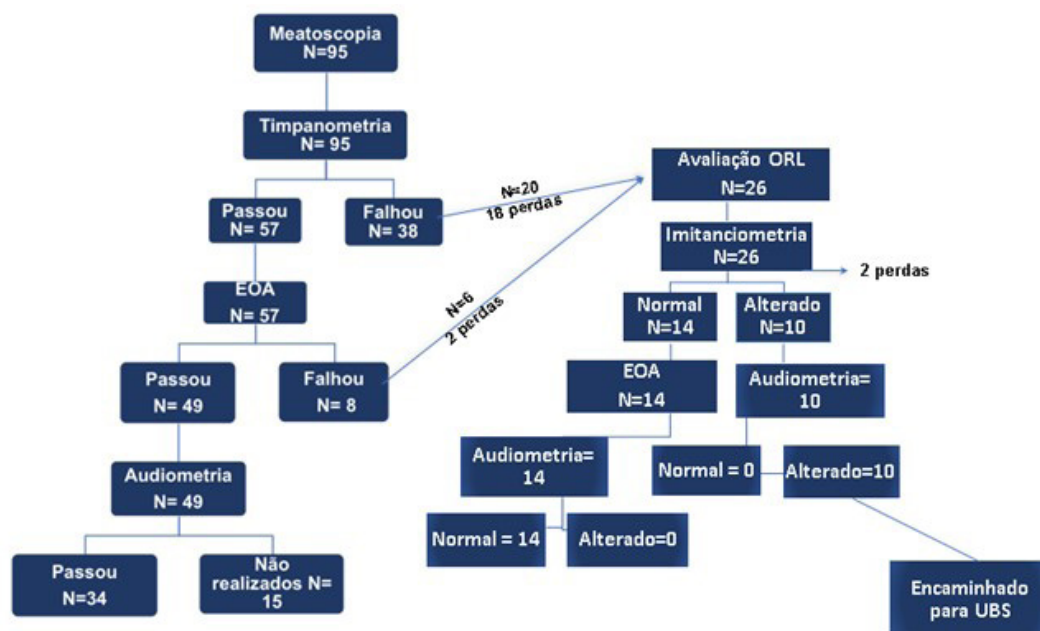 Meatoscopia
N=95
Timpanometria
N= 95
Passou
N= 57
Falhou
N= 38
N=20
18 perdas
EOA
N= 57
N=6
2 perdas
Passou
N= 49
Falhou
N= 8
Audiometria
N= 49
Passou
N=34
Não
realizados N=
15
Avaliação ORL
N=26
Imitanciometria
N=26
2 perdas
Normal
N=14
Alterado
N=10
EOA
N=14
Audiometria=
10
Audiometria=
14
Normal = 0
Alterado=10
Normal = 14
Alterado=0
Encaminhado
para UBS